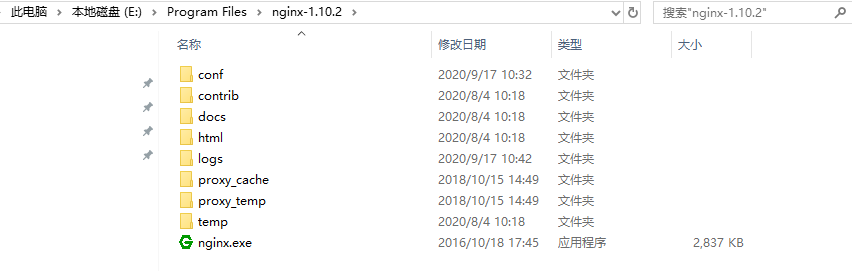 此电脑 > 本地磁盘 (E:) > Program Files > nginx-1.10.2 >
搜索"nginx-1.10.2"
名称 修改日期 类型 大小
conf 2020/9/17 10:32 文件夹
contrib 2020/8/4 10:18 文件夹
docs 2020/8/4 10:18 文件夹
html 2020/8/4 10:18 文件夹
logs 2020/9/17 10:42 文件夹
proxy_cache 2018/10/15 14:49 文件夹
proxy_temp 2018/10/15 14:49 文件夹
temp 2020/8/4 10:18 文件夹
nginx.exe 2016/10/18 17:45 应用程序 2,837 KB